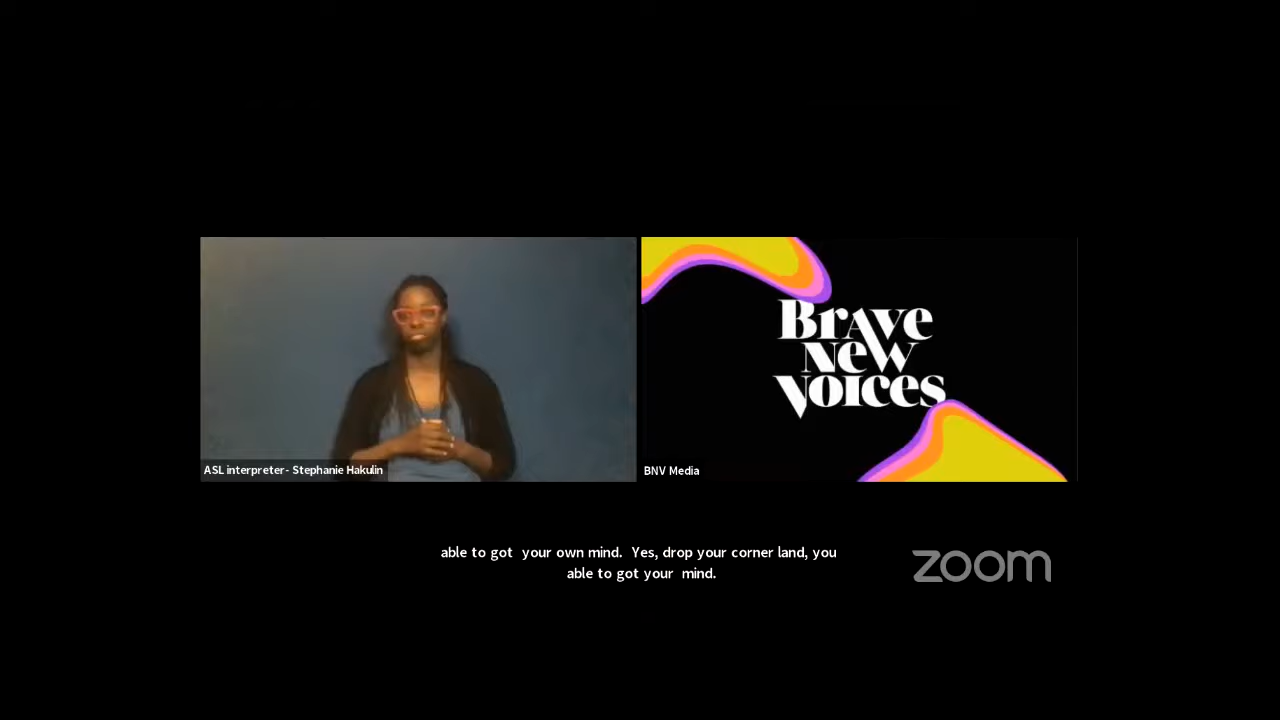 Brave
New
Voices
ASL interpreter- Stephanie Hakulin
BNV Media
able to got your own mind. Yes, drop your corner land, you
able to got your mind.
zoom